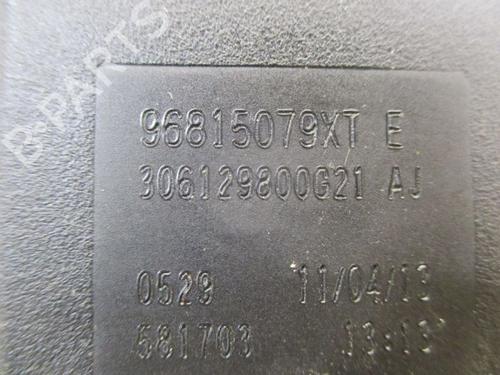 B-PARTS
96815079XT E
306129800G21 AJ
0529 11/04/13
581703 13:13